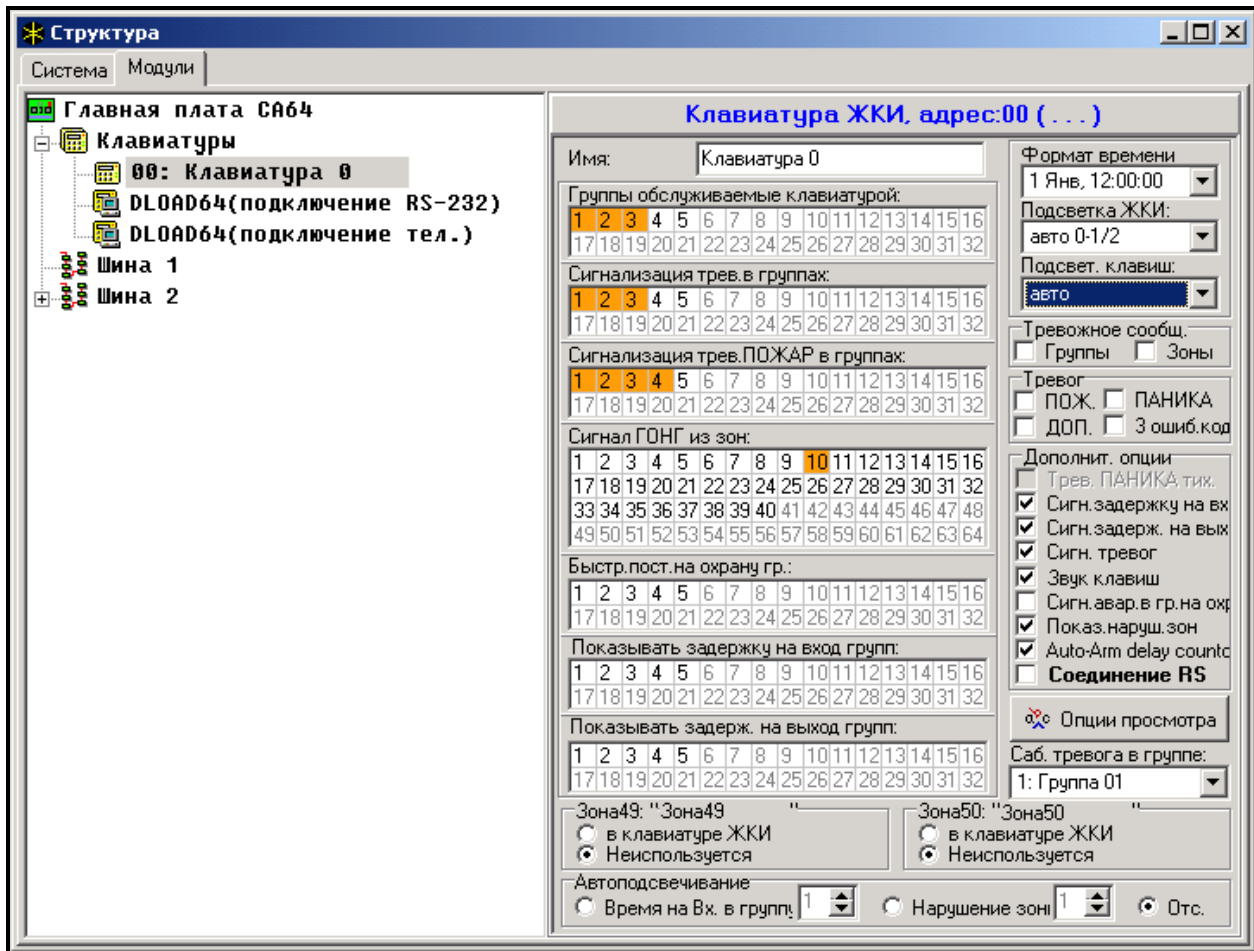 Структура
Система Модули
Главная плата CA64
Клавиатуры
00: Клавиатура 0
DLOAD64(подключение RS-232)
DLOAD64(подключение тел.)
Шина 1
Шина 2
Клавиатура ЖКИ, адрес:00 (...)
Имя: Клавиатура 0
Группы обслуживаемые клавиатурой:
1 2 3 4 5 6 7 8 9 10 11 12 13 14 15 16
17 18 19 20 21 22 23 24 25 26 27 28 29 30 31 32
Сигнализация трев.в группах:
1 2 3 4 5 6 7 8 9 10 11 12 13 14 15 16
17 18 19 20 21 22 23 24 25 26 27 28 29 30 31 32
Сигнализация трев.ПОЖАР в группах:
1 2 3 4 5 6 7 8 9 10 11 12 13 14 15 16
17 18 19 20 21 22 23 24 25 26 27 28 29 30 31 32
Сигнал ГОНГ из зон:
1 2 3 4 5 6 7 8 9 10 11 12 13 14 15 16
17 18 19 20 21 22 23 24 25 26 27 28 29 30 31 32
33 34 35 36 37 38 39 40 41 42 43 44 45 46 47 48
49 50 51 52 53 54 55 56 57 58 59 60 61 62 63 64
Быстр.пост.на охрану гр.:
1 2 3 4 5 6 7 8 9 10 11 12 13 14 15 16
17 18 19 20 21 22 23 24 25 26 27 28 29 30 31 32
Показывать задержку на вход групп:
1 2 3 4 5 6 7 8 9 10 11 12 13 14 15 16
17 18 19 20 21 22 23 24 25 26 27 28 29 30 31 32
Показывать задерж. на выход групп:
1 2 3 4 5 6 7 8 9 10 11 12 13 14 15 16
17 18 19 20 21 22 23 24 25 26 27 28 29 30 31 32
Формат времени
1 Янв, 12:00:00
Подсветка ЖКИ:
авто 0-1/2
Подсвет. клавиш:
авто
Тревожное сообщ.
Группы Зоны
Тревог
ПОЖ. ПАНИКА
ДОП. 3 ошиб.код
Дополнит. опции
Трев. ПАНИКА тих.
Сигн.задержку на вх
Сигн.задерж. на вых
Сигн. тревог
Звук клавиш
Сигн.авар.в гр.на охр
Показ.наруш.зон
Auto-Arm delay countc
Соединение RS
Опции просмотра
Саб. тревога в группе:
1: Группа 01
Зона49: "Зона49 "
в клавиатуре ЖКИ
Неиспользуется
Зона50: "Зона50 "
в клавиатуре ЖКИ
Неиспользуется
Автоподсвечивание
Время на Вх. в группу 1 Нарушение зоны 1 Отс.